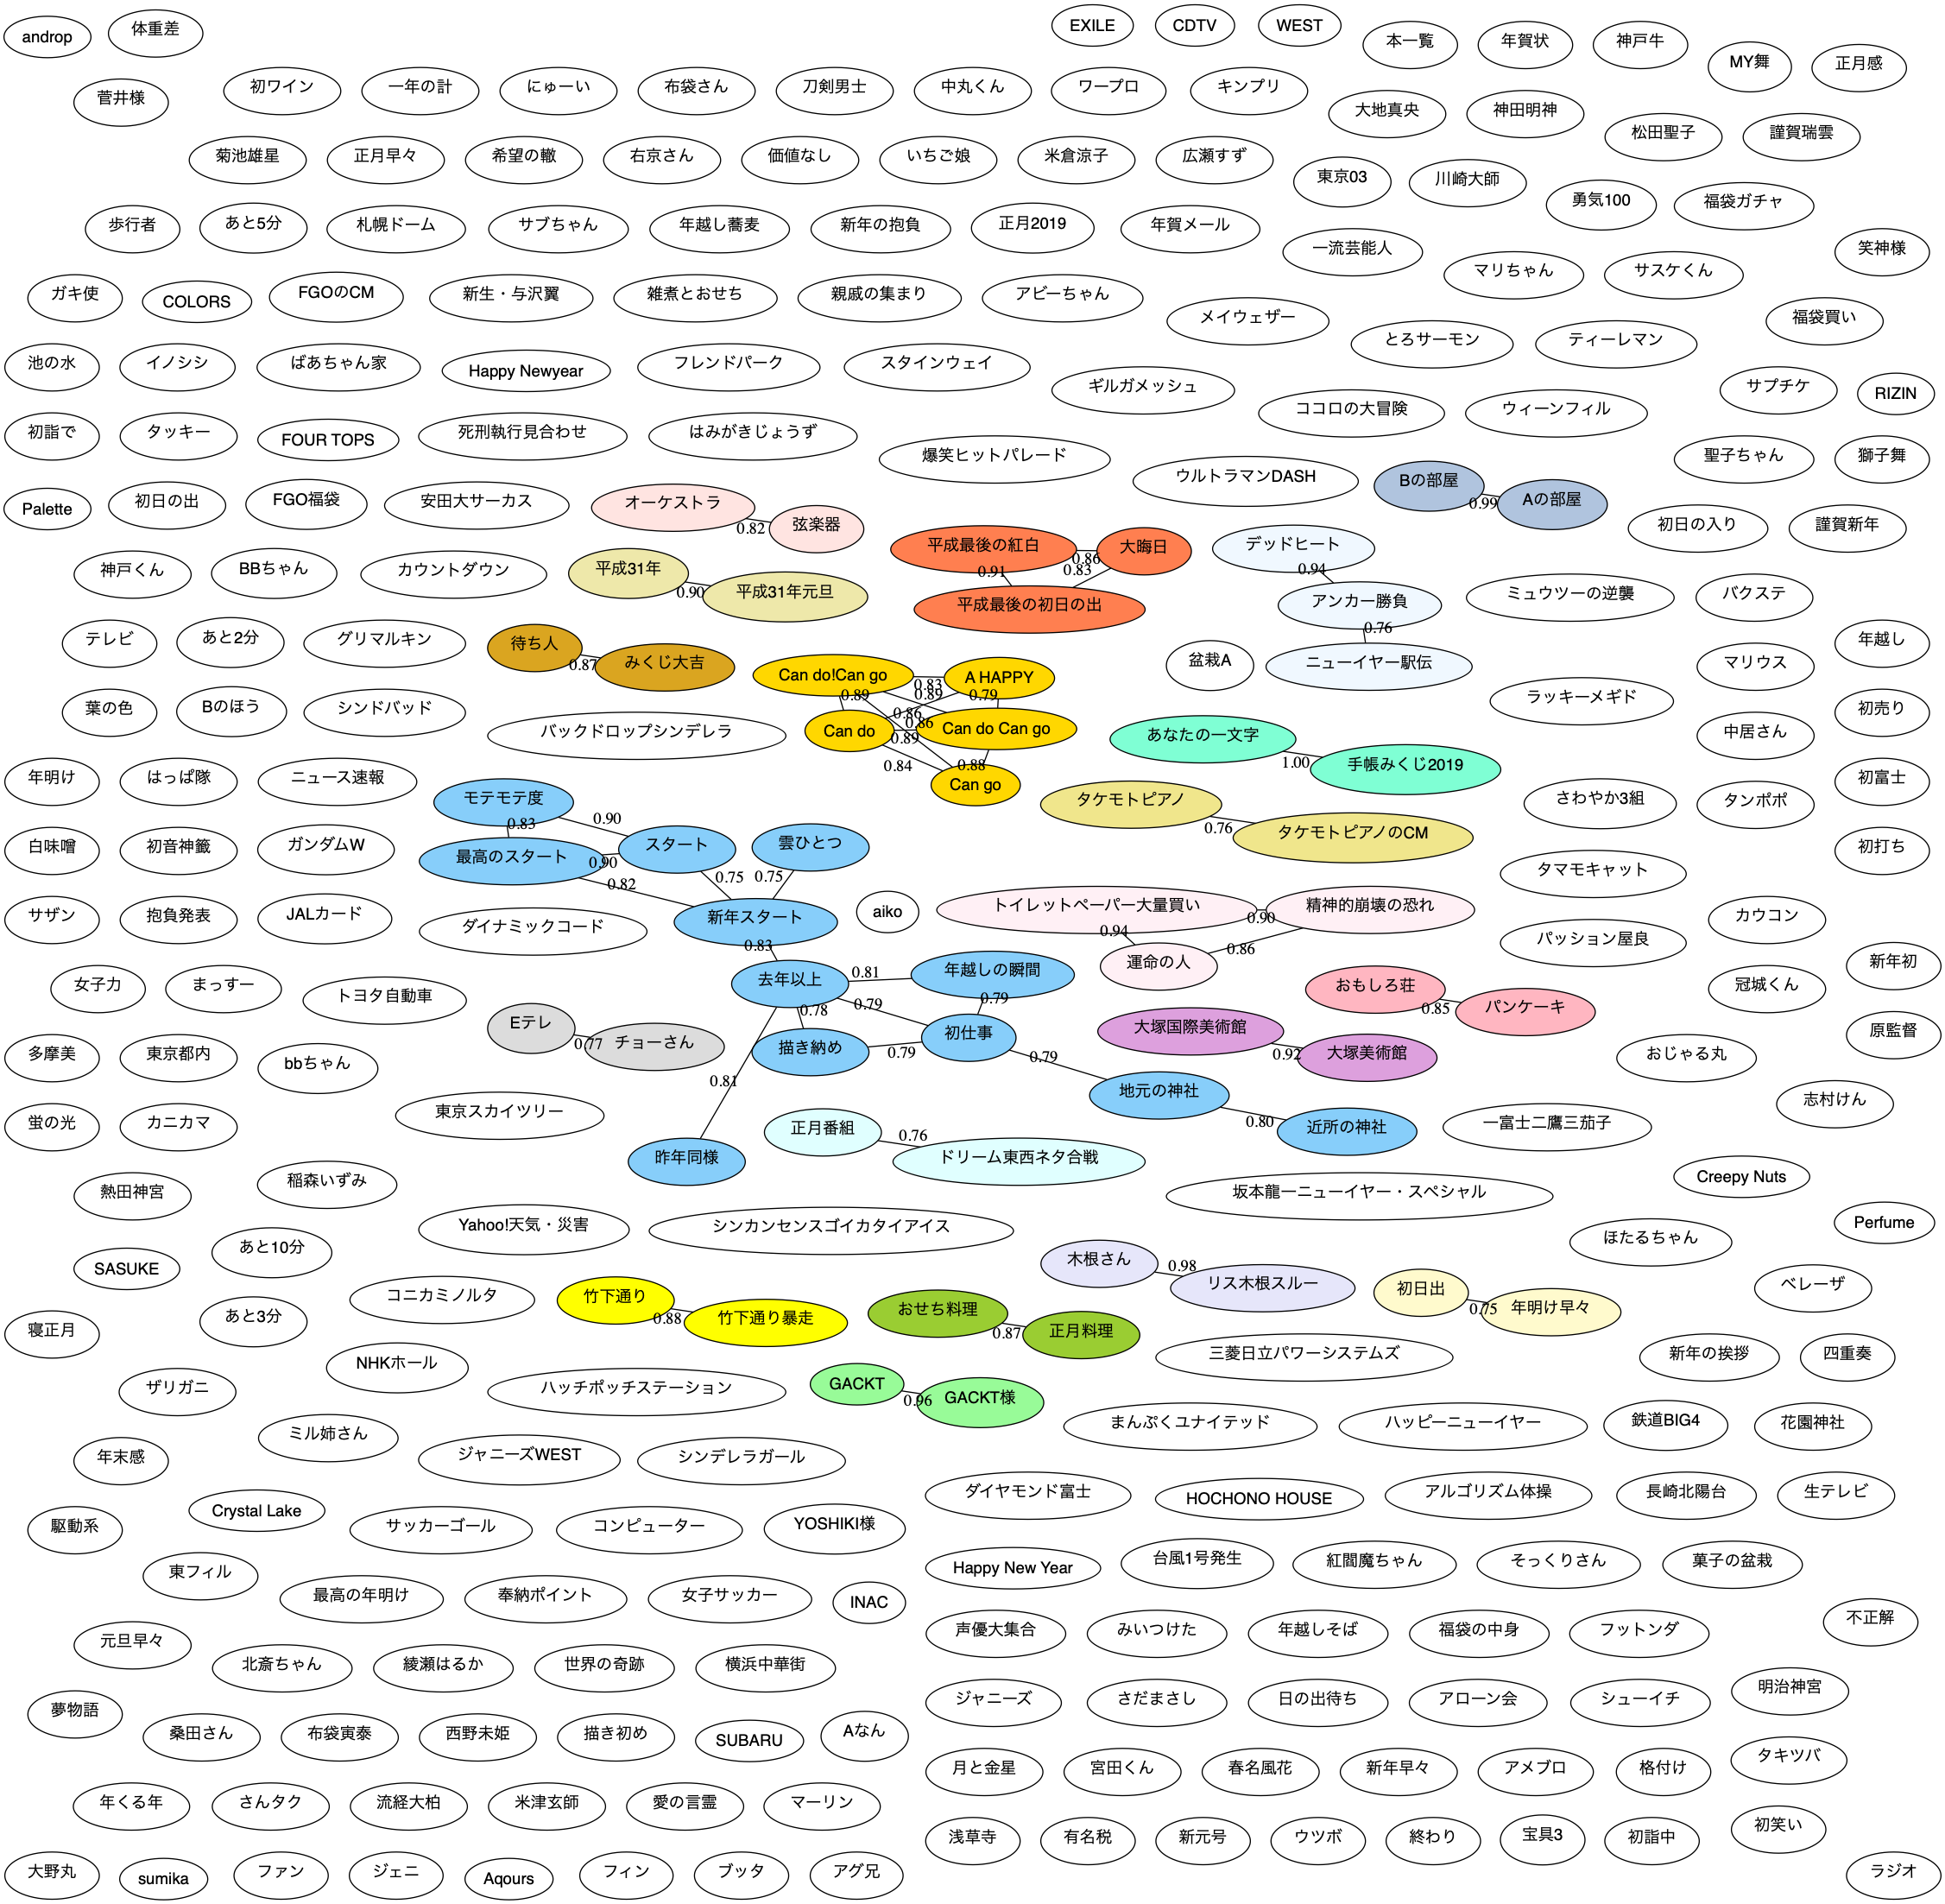 androp
体重差
EXILE
CDTV
WEST
本一覧
年賀状
神戸牛
MY舞
正月感
菅井様
初ワイン
一年の計
にゅーい
布袋さん
刀剣男士
中丸くん
ワープロ
キンプリ
大地真央
神田明神
松田聖子
謹賀瑞雲
菊池雄星
正月早々
希望の轍
右京さん
価値なし
いちご娘
米倉涼子
広瀬すず
東京03
川崎大師
勇気100
福袋ガチャ
歩行者
あと5分
札幌ドーム
サブちゃん
年越し蕎麦
新年の抱負
正月2019
年賀メール
一流芸能人
マリちゃん
サスケくん
笑神様
ガキ使
COLORS
FGOのCM
新生・与沢翼
雑煮とおせち
親戚の集まり
アビーちゃん
メイウェザー
とろサーモン
ティーレマン
福袋買い
池の水
イノシシ
ばあちゃん家
Happy Newyear
フレンドパーク
スタインウェイ
ギルガメッシュ
ココロの大冒険
ウィーンフィル
サプチケ
RIZIN
初詣で
タッキー
FOUR TOPS
死刑執行見合わせ
はみがきじょうず
爆笑ヒットパレード
ウルトラマンDASH
Bの部屋
0.99
Aの部屋
聖子ちゃん
獅子舞
Palette
初日の出
FGO福袋
安田大サーカス
オーケストラ
0.82
弦楽器
平成最後の紅白
0.86
大晦日
0.91
0.83
平成最後の初日の出
デッドヒート
0.94
アンカー勝負
0.76
ニューイヤー駅伝
初日の入り
謹賀新年
神戸くん
BBちゃん
カウントダウン
平成31年
0.90
平成31年元旦
ミュウツーの逆襲
バクステ
テレビ
あと2分
グリマルキン
待ち人
0.87
みくじ大吉
盆栽A
マリウス
年越し
Can do!Can go
0.83
A HAPPY
0.89
0.89
0.79
0.86
0.86
Can do
Can do Can go
0.89
0.84
0.88
Can go
葉の色
Bのほう
シンドバッド
バックドロップシンデレラ
あなたの一文字
1.00
手帳みくじ2019
ラッキーメギド
中居さん
初売り
年明け
はっぱ隊
ニュース速報
モテモテ度
0.90
0.83
スタート
最高のスタート
0.90
0.82
0.75
雲ひとつ
0.75
新年スタート
タケモトピアノ
0.76
タケモトピアノのCM
さわやか3組
タンポポ
初富士
白味噌
初音神籤
ガンダムW
タマモキャット
初打ち
サザン
抱負発表
JALカード
ダイナミックコード
aiko
トイレットペーパー大量買い
0.90
精神的崩壊の恐れ
0.94
0.86
運命の人
パッション屋良
カウコン
女子力
まっすー
トヨタ自動車
0.83
去年以上
0.81
年越しの瞬間
0.79
0.79
0.78
初仕事
描き納め
0.79
0.79
0.81
おもしろ荘
0.85
パンケーキ
冠城くん
新年初
Eテレ
0.77
チョーさん
大塚国際美術館
0.92
大塚美術館
おじゃる丸
原監督
多摩美
東京都内
bbちゃん
地元の神社
0.80
近所の神社
志村けん
蛍の光
カニカマ
東京スカイツリー
正月番組
0.76
ドリーム東西ネタ合戦
一富士二鷹三茄子
昨年同様
熱田神宮
稲森いずみ
坂本龍一ニューイヤー・スペシャル
Creepy Nuts
Yahoo!天気・災害
シンカンセンスゴイカタイアイス
ほたるちゃん
Perfume
SASUKE
あと10分
木根さん
0.98
リス木根スルー
ベレーザ
コニカミノルタ
竹下通り
0.88
竹下通り暴走
おせち料理
0.87
正月料理
初日出
0.75
年明け早々
寝正月
あと3分
NHKホール
三菱日立パワーシステムズ
新年の挨拶
四重奏
ザリガニ
ハッチポッチステーション
GACKT
0.96
GACKT様
まんぷくユナイテッド
ハッピーニューイヤー
鉄道BIG4
花園神社
年末感
ミル姉さん
ジャニーズWEST
シンデレラガール
ダイヤモンド富士
HOCHONO HOUSE
アルゴリズム体操
長崎北陽台
生テレビ
駆動系
Crystal Lake
サッカーゴール
コンピューター
YOSHIKI様
Happy New Year
台風1号発生
紅閻魔ちゃん
そっくりさん
菓子の盆栽
東フィル
最高の年明け
奉納ポイント
女子サッカー
INAC
声優大集合
みいつけた
年越しそば
福袋の中身
フットンダ
不正解
元旦早々
北斎ちゃん
綾瀬はるか
世界の奇跡
横浜中華街
ジャニーズ
さだまさし
日の出待ち
アローン会
シューイチ
明治神宮
夢物語
桑田さん
布袋寅泰
西野未姫
描き初め
SUBARU
Aなん
月と金星
宮田くん
春名風花
新年早々
アメブロ
格付け
タキツバ
年くる年
さんタク
流経大柏
米津玄師
愛の言霊
マーリン
浅草寺
有名税
新元号
ウツボ
終わり
宝具3
初詣中
初笑い
大野丸
sumika
ファン
ジェニ
Aqours
フィン
ブッタ
アグ兄
ラジオ